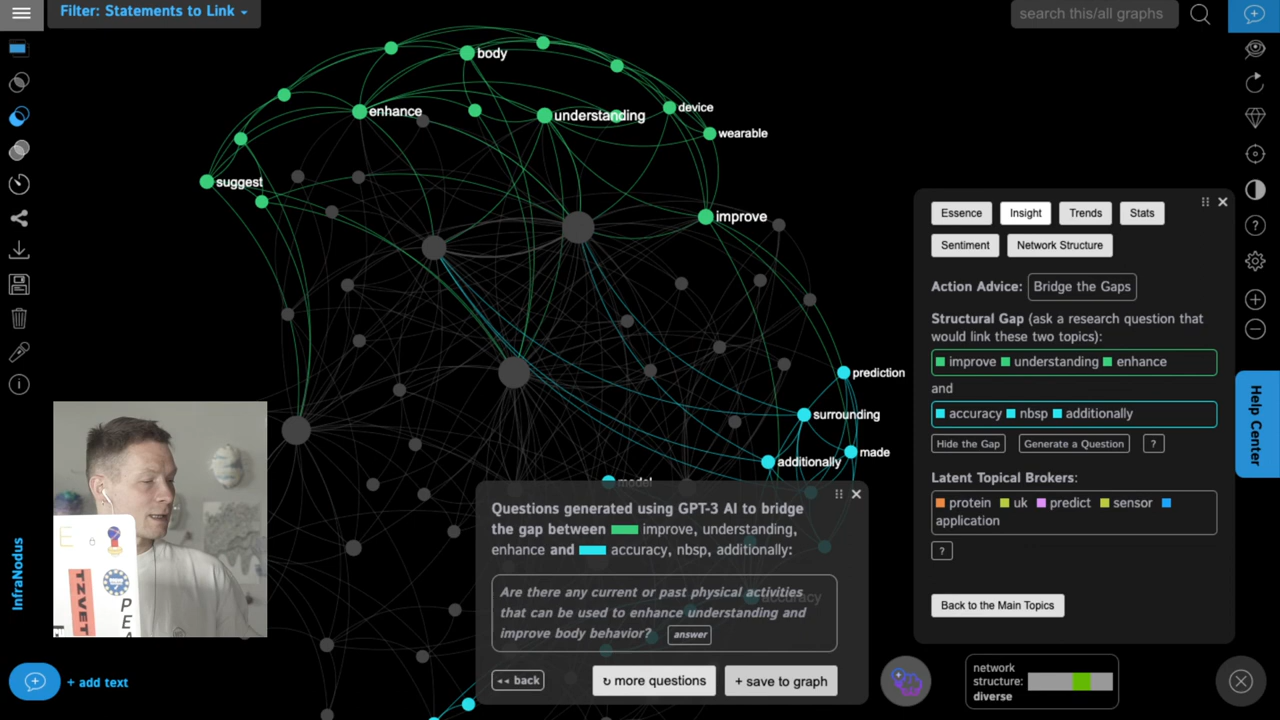 Filter: Statements to Link
search this/all graphs
body
enhance
understanding
device
wearable
suggest
improve
prediction
surrounding
made
additionally
model
accuracy
Essence
Insight
Trends
Stats
Sentiment
Network Structure
Action Advice: Bridge the Gaps
Structural Gap (ask a research question that
would link these two topics):
improve understanding enhance
and
accuracy nbsp additionally
Hide the Gap
Generate a Question
?
Latent Topical Brokers:
protein uk predict sensor
application
?
Back to the Main Topics
Help Center
Questions generated using GPT-3 AI to bridge
the gap between improve, understanding,
enhance and accuracy, nbsp, additionally:
Are there any current or past physical activities
that can be used to enhance understanding and
improve body behavior? answer
◂◂ back
↻ more questions
+ save to graph
InfraNodus
E
TZVET
PEA
+ add text
network
structure:
diverse